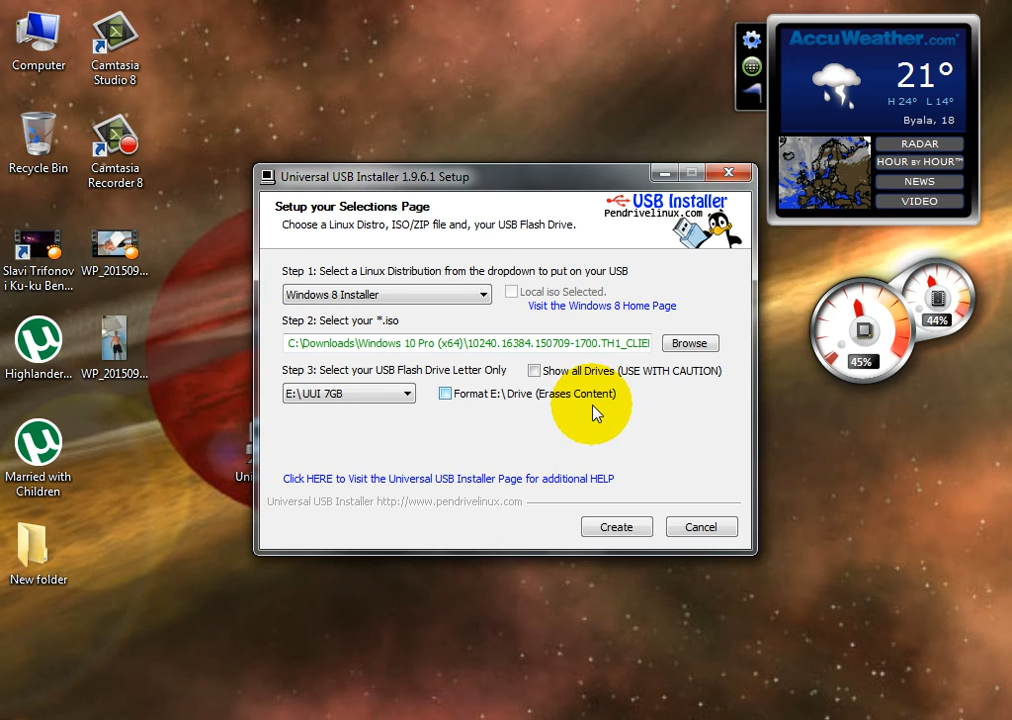 Computer
Camtasia
Studio 8
Recycle Bin
Camtasia
Recorder 8
Slavi Trifonov
i Ku-ku Ben...
WP_201509...
Highlander...
WP_201509...
Married with
Children
New folder
Uni
Universal USB Installer 1.9.6.1 Setup
Setup your Selections Page
Choose a Linux Distro, ISO/ZIP file and, your USB Flash Drive.
USB Installer
Pendrivelinux.com
Step 1: Select a Linux Distribution from the dropdown to put on your USB
Windows 8 Installer
Local iso Selected.
Visit the Windows 8 Home Page
Step 2: Select your *.iso
C:\Downloads\Windows 10 Pro (x64)\10240.16384.150709-1700.TH1_CLIE
Browse
Step 3: Select your USB Flash Drive Letter Only
Show all Drives (USE WITH CAUTION)
E:\UUI 7GB
Format E:\Drive (Erases Content)
Click HERE to Visit the Universal USB Installer Page for additional HELP
Universal USB Installer http://www.pendrivelinux.com
Create
Cancel
AccuWeather.com
21°
H 24° L 14°
Byala, 18
RADAR
HOUR BY HOUR™
NEWS
VIDEO
44%
45%